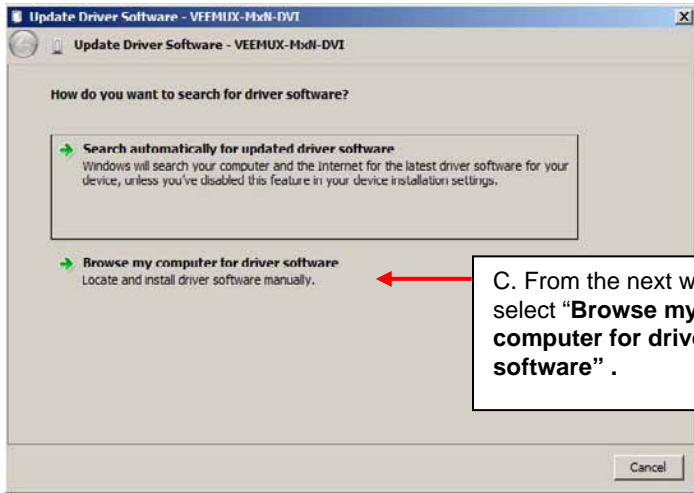 Update Driver Software - VEEMUX-MxN-DVI
Update Driver Software - VEEMUX-MxN-DVI
How do you want to search for driver software?
Search automatically for updated driver software
Windows will search your computer and the Internet for the latest driver software for your
device, unless you've disabled this feature in your device installation settings.
Browse my computer for driver software
Locate and install driver software manually.
C. From the next
select “Browse my
computer for
software” .
Cancel